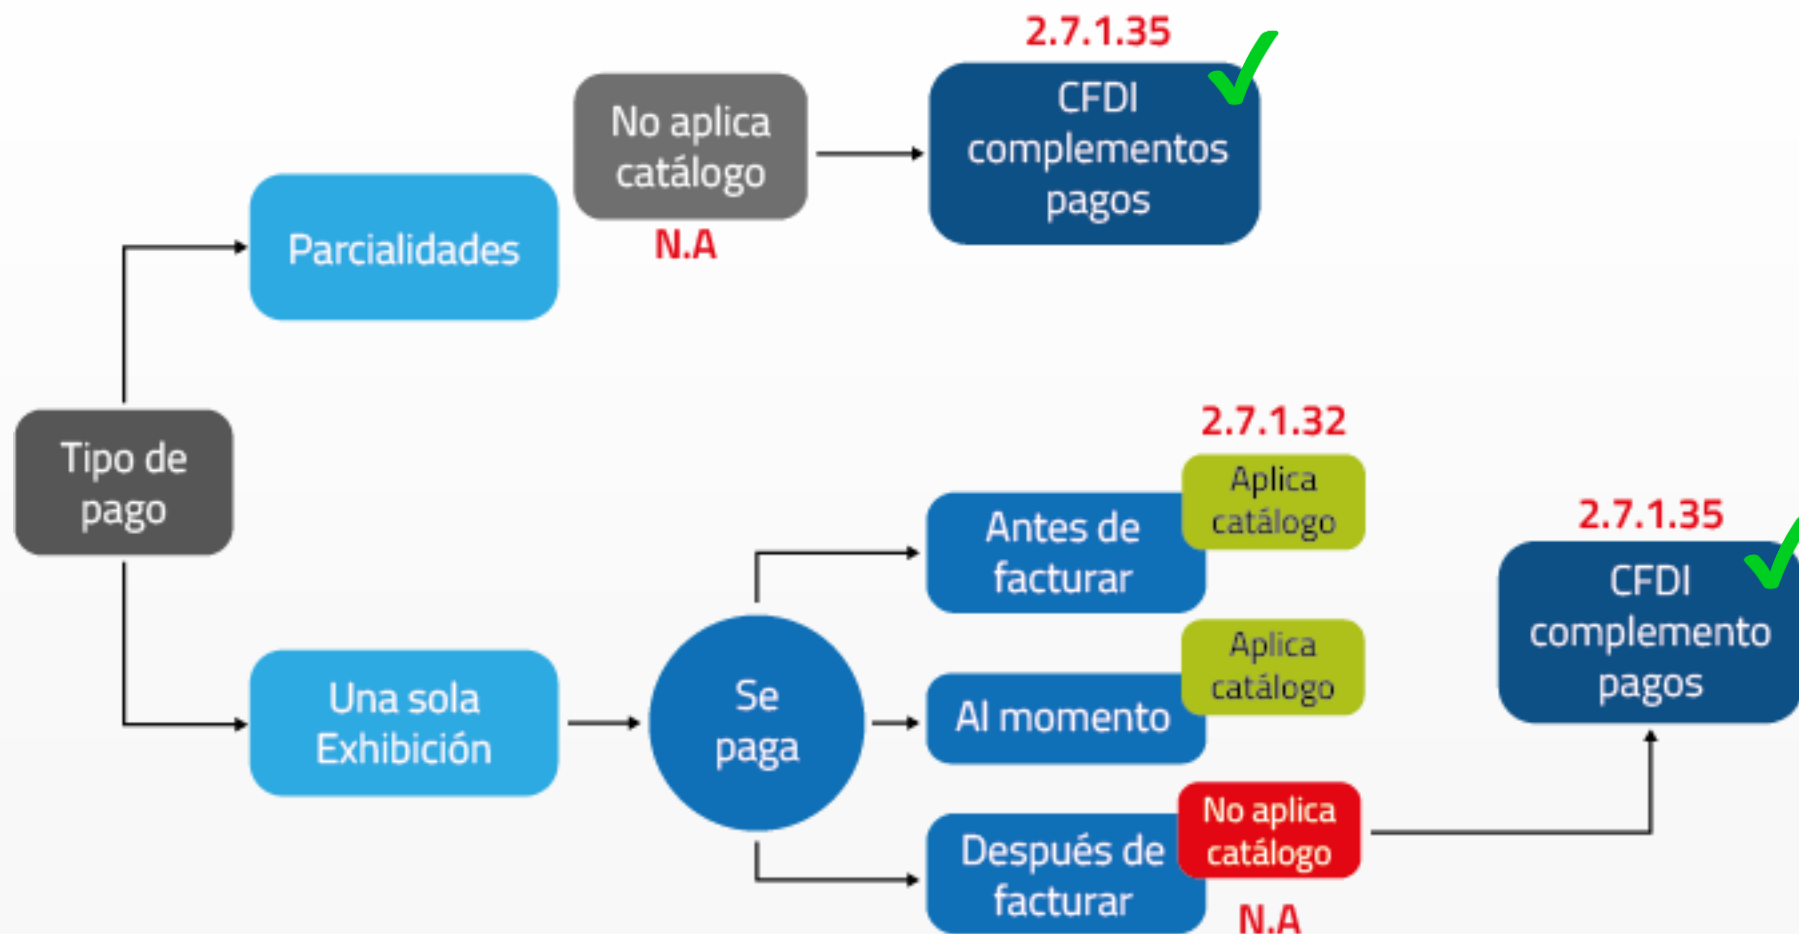 2.7.1.35
No aplica
catálogo
N.A
CFDI
complementos
pagos
Parcialidades
Tipo de
pago
Una sola
Exhibición
Se
paga
2.7.1.32
Antes de
facturar
Aplica
catálogo
Al momento
Aplica
catálogo
Después de
facturar
No aplica
catálogo
N.A
2.7.1.35
CFDI
complemento
pagos